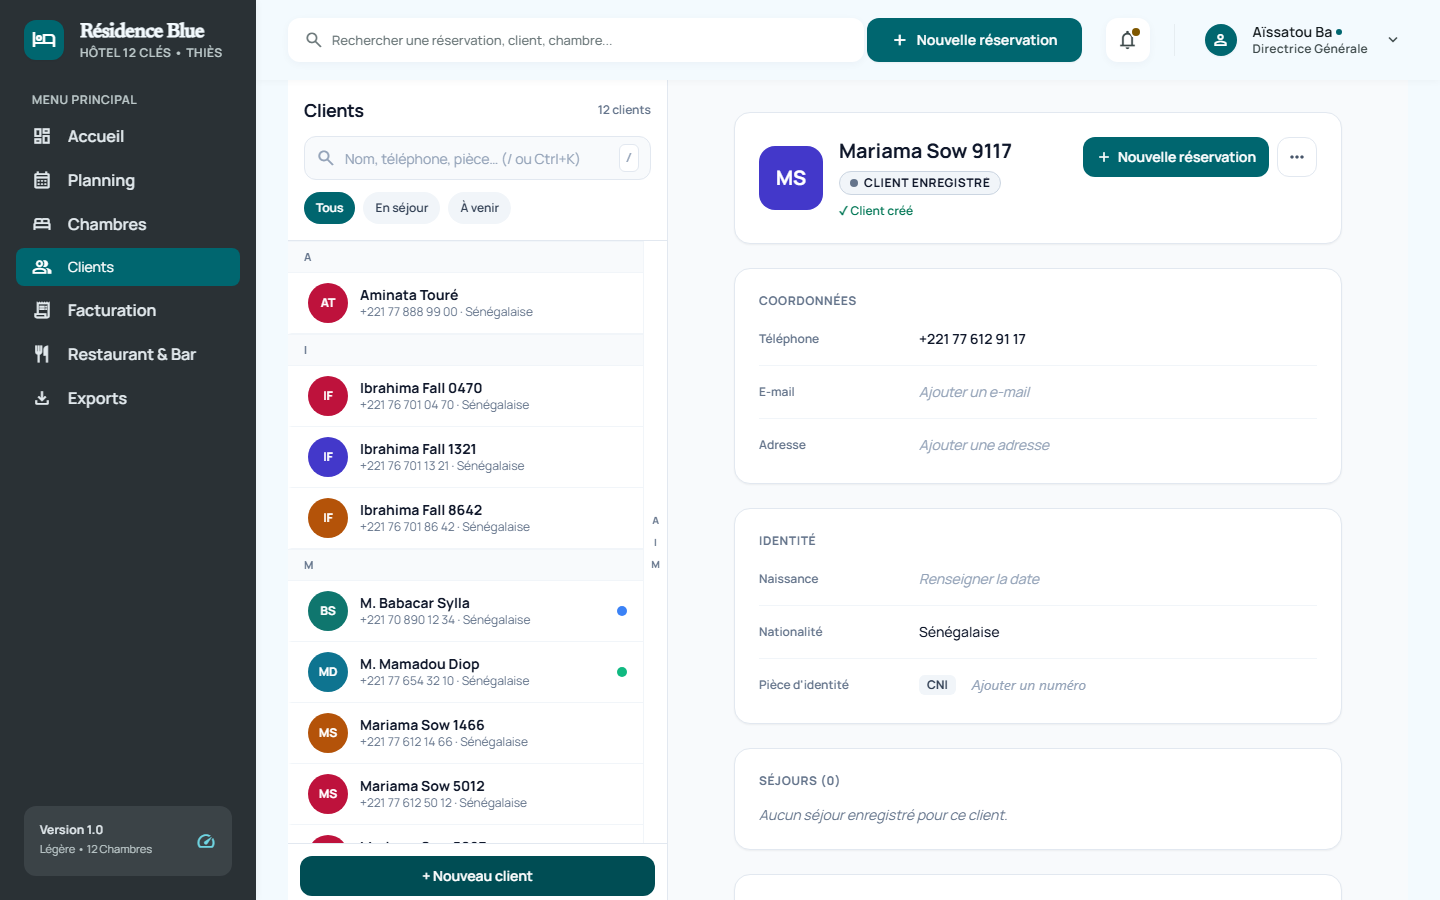 Résidence Blue
HÔTEL 12 CLÉS • THIÈS
MENU PRINCIPAL
Accueil
Planning
Chambres
Clients
Facturation
Restaurant & Bar
Exports
Version 1.0
Légère • 12 Chambres
Rechercher une réservation, client, chambre...
+ Nouvelle réservation
Aïssatou Ba
Directrice Générale
Clients
12 clients
Nom, téléphone, pièce... (/ ou Ctrl+K)
/
Tous
En séjour
À venir
A
AT
Aminata Touré
+221 77 888 99 00 · Sénégalaise
I
IF
Ibrahima Fall 0470
+221 76 701 04 70 · Sénégalaise
IF
Ibrahima Fall 1321
+221 76 701 13 21 · Sénégalaise
IF
Ibrahima Fall 8642
+221 76 701 86 42 · Sénégalaise
M
BS
M. Babacar Sylla
+221 70 890 12 34 · Sénégalaise
MD
M. Mamadou Diop
+221 77 654 32 10 · Sénégalaise
MS
Mariama Sow 1466
+221 77 612 14 66 · Sénégalaise
MS
Mariama Sow 5012
+221 77 612 50 12 · Sénégalaise
A
I
M
+ Nouveau client
MS
Mariama Sow 9117
CLIENT ENREGISTRÉ
✓ Client créé
+ Nouvelle réservation
COORDONNÉES
Téléphone
+221 77 612 91 17
E-mail
Ajouter un e-mail
Adresse
Ajouter une adresse
IDENTITÉ
Naissance
Renseigner la date
Nationalité
Sénégalaise
Pièce d'identité
CNI
Ajouter un numéro
SÉJOURS (0)
Aucun séjour enregistré pour ce client.